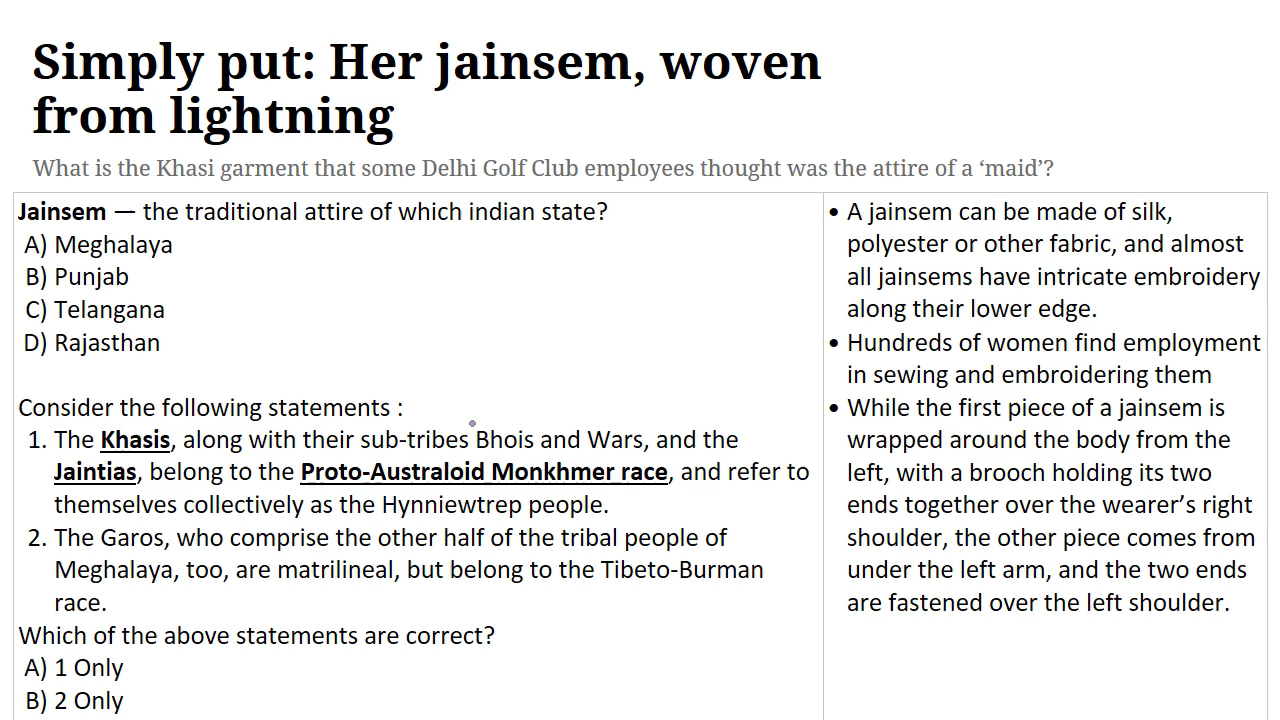 Simply put: Her jainsem, woven
from lightning
What is the Khasi garment that some Delhi Golf Club employees thought was the attire of a ‘maid’?
Jainsem — the traditional attire of which indian state?
A) Meghalaya
B) Punjab
C) Telangana
D) Rajasthan
Consider the following statements :
1. The Khasis, along with their sub-tribes Bhois and Wars, and the
Jaintias, belong to the Proto-Australoid Monkhmer race, and refer to
themselves collectively as the Hynniewtrep people.
2. The Garos, who comprise the other half of the tribal people of
Meghalaya, too, are matrilineal, but belong to the Tibeto-Burman
race.
Which of the above statements are correct?
A) 1 Only
B) 2 Only
• A jainsem can be made of silk,
polyester or other fabric, and almost
all jainsems have intricate embroidery
along their lower edge.
• Hundreds of women find employment
in sewing and embroidering them
• While the first piece of a jainsem is
wrapped around the body from the
left, with a brooch holding its two
ends together over the wearer’s right
shoulder, the other piece comes from
under the left arm, and the two ends
are fastened over the left shoulder.